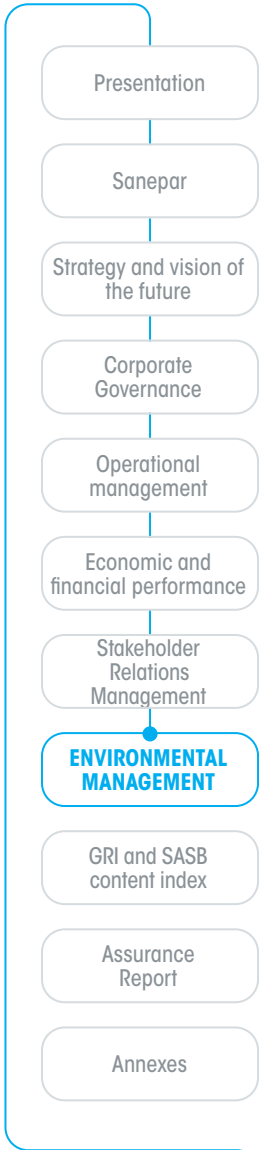 Presentation
Sanepar
Strategy and vision of
the future
Corporate
Governance
Operational
management
Economic and
financial performance
Stakeholder
Relations
Management
ENVIRONMENTAL
MANAGEMENT
GRI and SASB
content index
Assurance
Report
Annexes